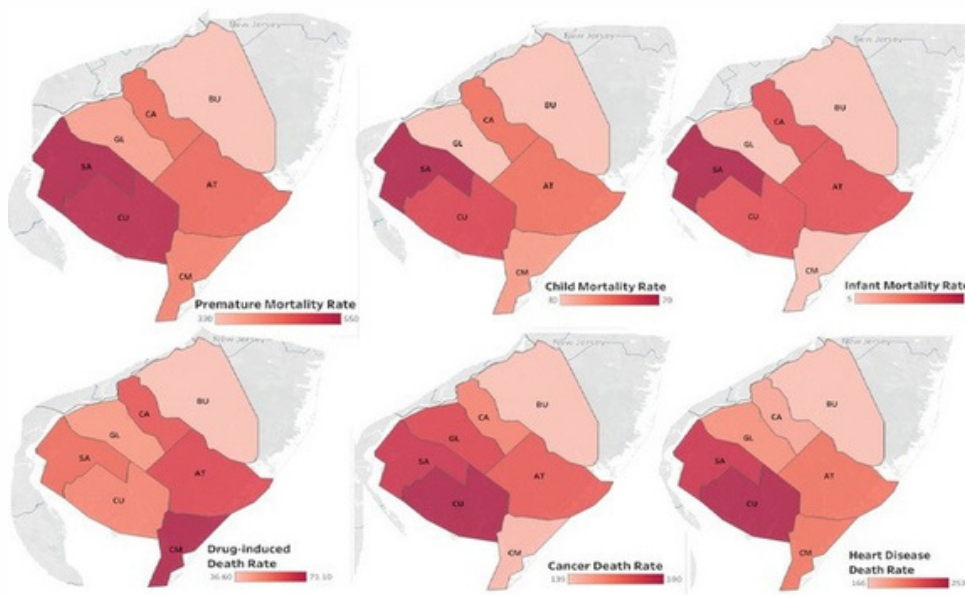 New Jersey
BU
CA
GL
SA
AT
CU
CM
Premature Mortality Rate
330 550
New Jersey
BU
CA
GL
SA
AT
CU
CM
Child Mortality Rate
70
New Jersey
BU
CA
GL
SA
AT
CU
CM
Infant Mortality Rate
5
New Jersey
BU
CA
GL
SA
AT
CU
CM
Drug-induced
Death Rate
36.60 71.10
New Jersey
BU
CA
GL
SA
AT
CU
CM
Cancer Death Rate
139 180
New Jersey
BU
CA
GL
SA
AT
CU
CM
Heart Disease
Death Rate
166 253